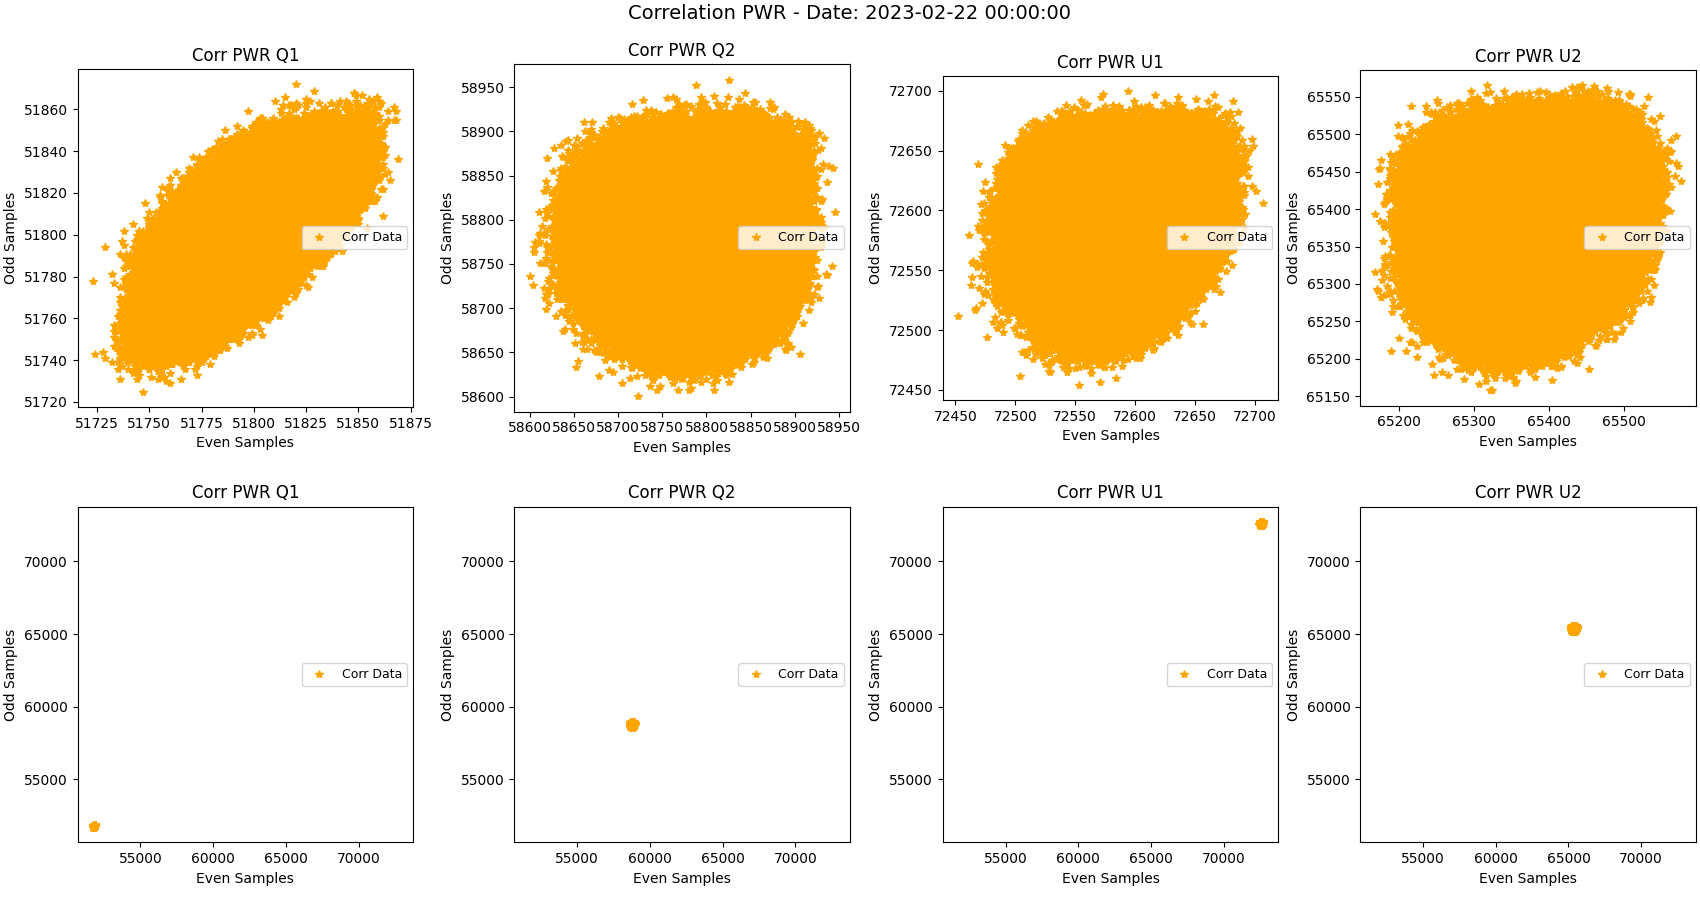 Correlation PWR - Date: 2023-02-22 00:00:00
Corr PWR Q1
Odd Samples
51860
51840
51820
51800
51780
51760
51740
51720
Corr Data
51725 51750 51775 51800 51825 51850 51875
Even Samples
Corr PWR Q2
Odd Samples
58950
58900
58850
58800
58750
58700
58650
58600
Corr Data
58600 58650 58700 58750 58800 58850 58900 58950
Even Samples
Corr PWR U1
Odd Samples
72700
72650
72600
72550
72500
72450
Corr Data
72450 72500 72550 72600 72650 72700
Even Samples
Corr PWR U2
Odd Samples
65550
65500
65450
65400
65350
65300
65250
65200
65150
Corr Data
65200 65300 65400 65500
Even Samples
Corr PWR Q1
Odd Samples
70000
65000
60000
55000
Corr Data
55000 60000 65000 70000
Even Samples
Corr PWR Q2
Odd Samples
70000
65000
60000
55000
Corr Data
55000 60000 65000 70000
Even Samples
Corr PWR U1
Odd Samples
70000
65000
60000
55000
Corr Data
55000 60000 65000 70000
Even Samples
Corr PWR U2
Odd Samples
70000
65000
60000
55000
Corr Data
55000 60000 65000 70000
Even Samples